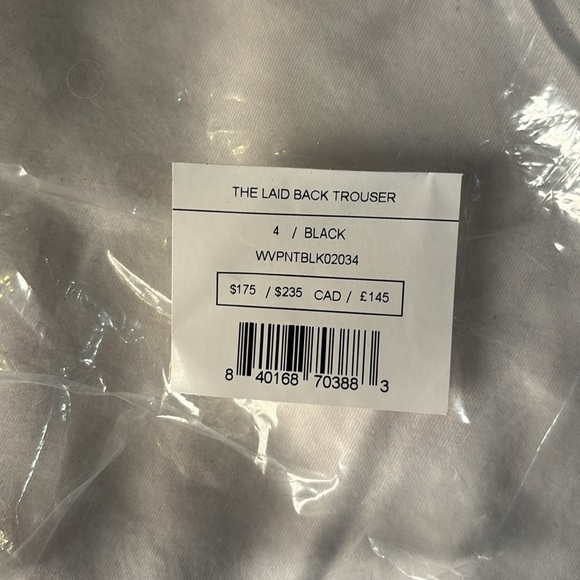 THE LAID BACK TROUSER
4 / BLACK
WVPNTBLK02034
$175 / $235 CAD / £145
8 40168 70388 3